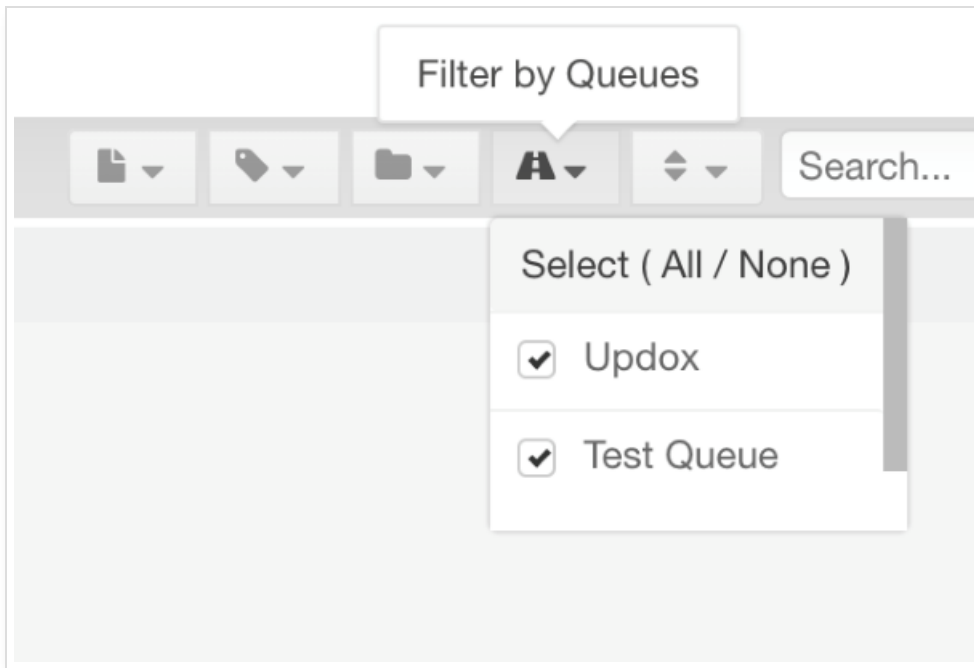 Filter by Queues
Search...
Select ( All / None )
Updox
Test Queue